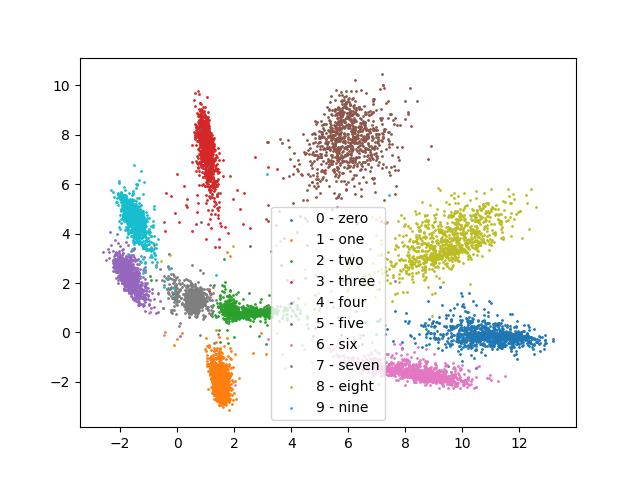 10
8
6
4
2
0
−2
−2
0
2
4
6
8
10
12
0 - zero
1 - one
2 - two
3 - three
4 - four
5 - five
6 - six
7 - seven
8 - eight
9 - nine